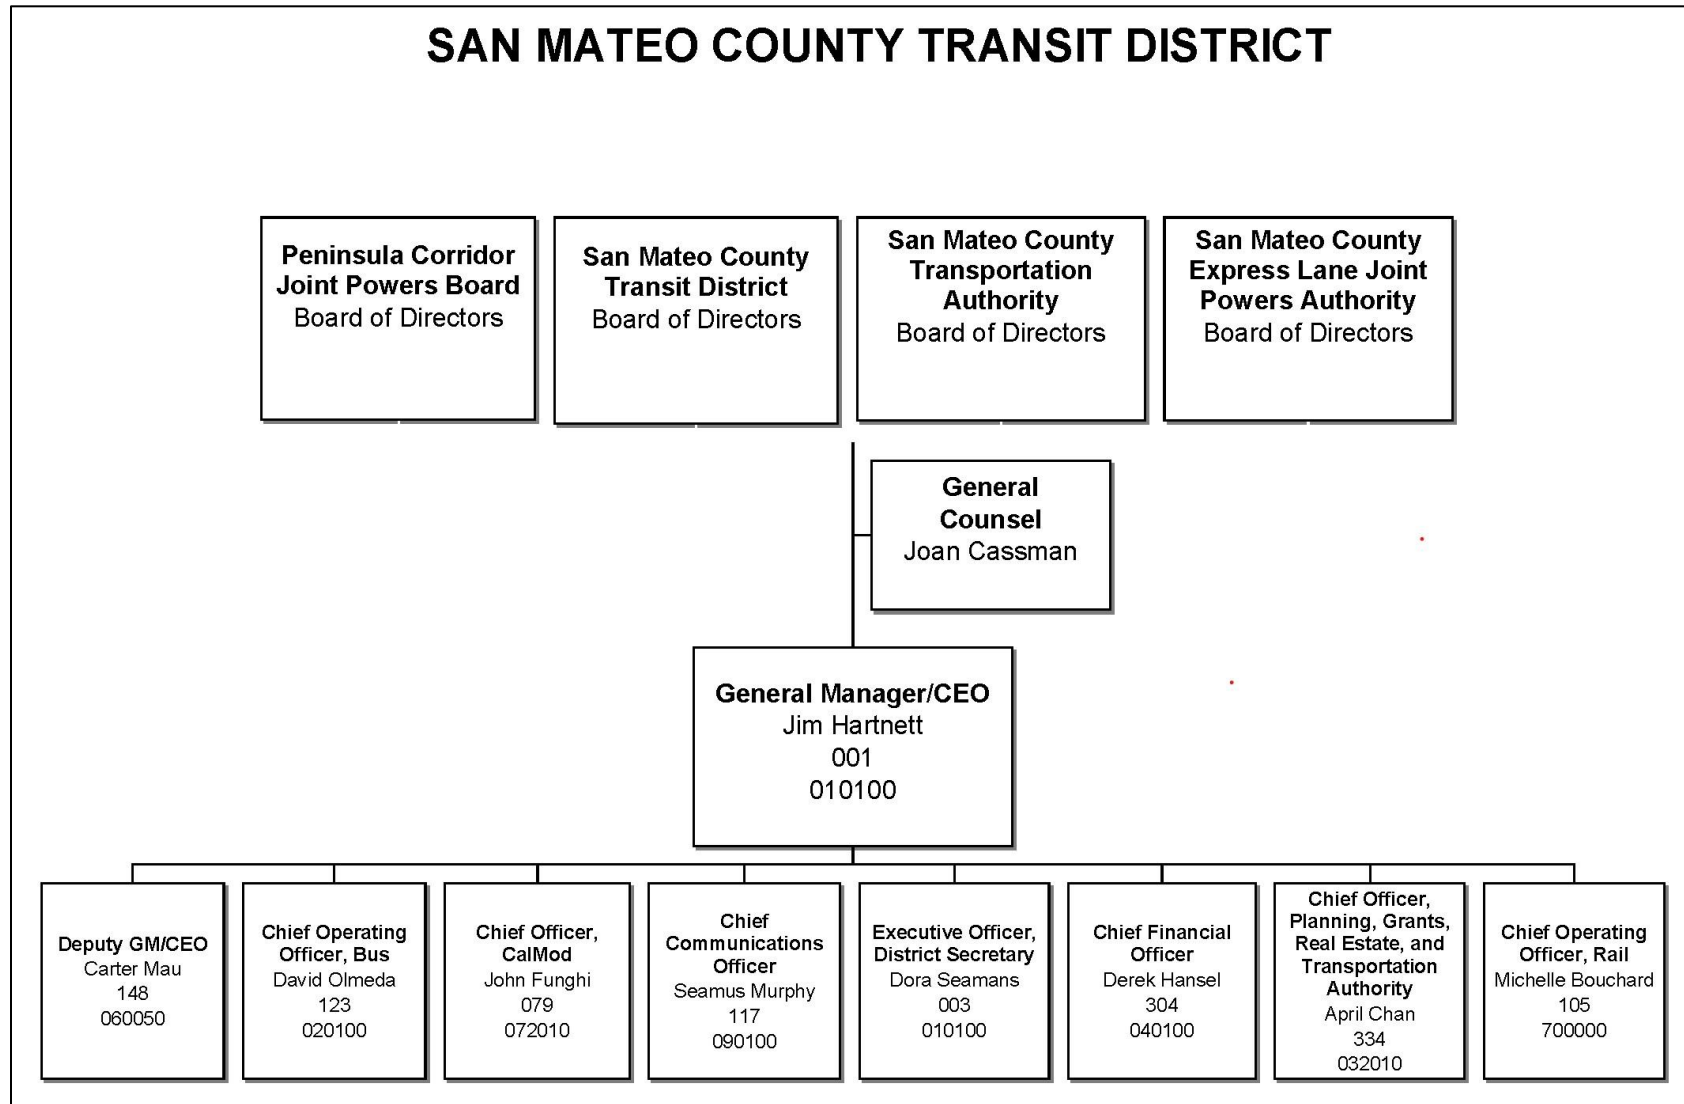 SAN MATEO COUNTY TRANSIT DISTRICT
Peninsula Corridor
Joint Powers Board
Board of Directors
San Mateo County
Transit District
Board of Directors
San Mateo County
Transportation
Authority
Board of Directors
San Mateo County
Express Lane Joint
Powers Authority
Board of Directors
General
Counsel
Joan Cassman
General Manager/CEO
Jim Hartnett
001
010100
Deputy GM/CEO
Carter Mau
148
060050
Chief Operating
Officer, Bus
David Olmeda
123
020100
Chief Officer,
CalMod
John Funghi
079
072010
Chief
Communications
Officer
Seamus Murphy
117
090100
Executive Officer,
District Secretary
Dora Seamans
003
010100
Chief Financial
Officer
Derek Hansel
304
040100
Chief Officer,
Planning, Grants,
Real Estate, and
Transportation
Authority
April Chan
334
032010
Chief Operating
Officer, Rail
Michelle Bouchard
105
700000